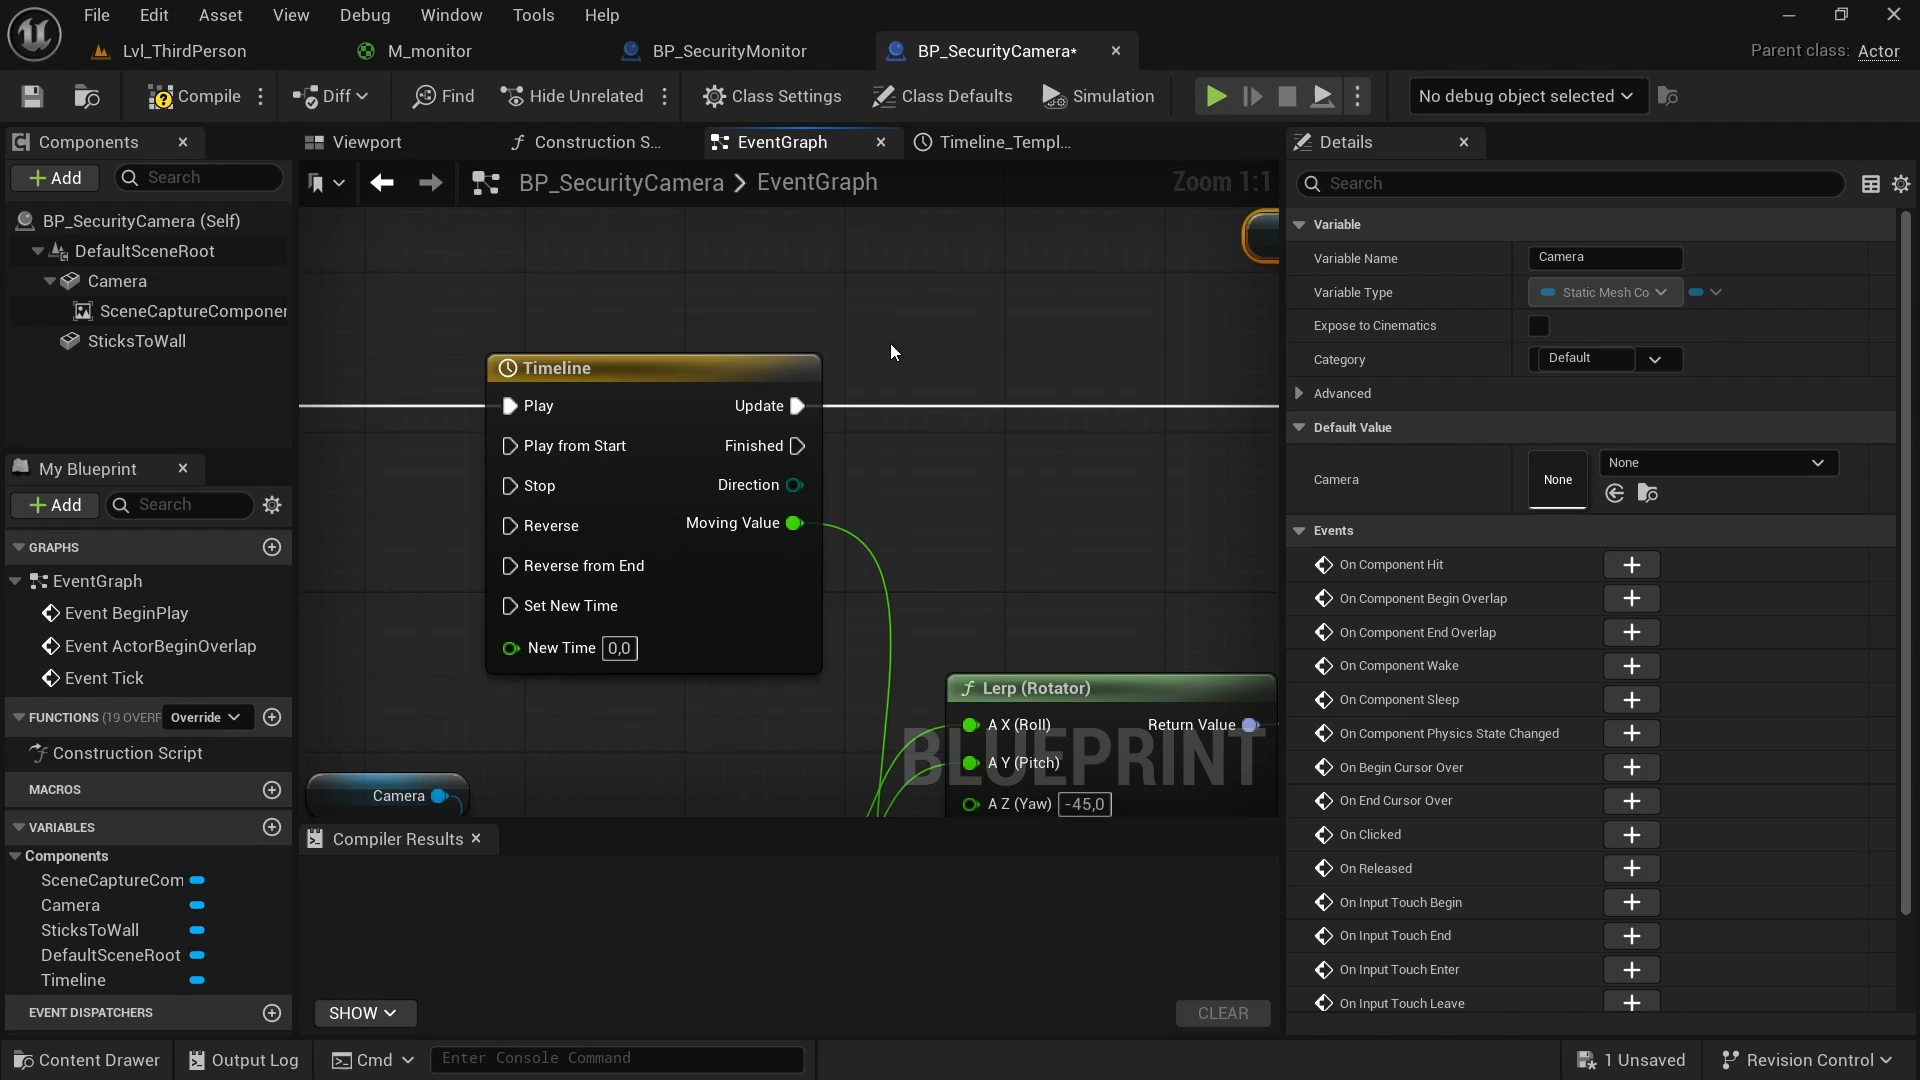 File Edit Asset View Debug Window Tools Help
Lvl_ThirdPerson M_monitor BP_SecurityMonitor BP_SecurityCamera* Parent class: Actor
Compile Diff Find Hide Unrelated Class Settings Class Defaults Simulation No debug object selected
Components
Add Search
BP_SecurityCamera (Self)
DefaultSceneRoot
Camera
SceneCaptureComponer
SticksToWall
My Blueprint
Add Search
GRAPHS
EventGraph
Event BeginPlay
Event ActorBeginOverlap
Event Tick
FUNCTIONS (19 OVERF Override
Construction Script
MACROS
VARIABLES
Components
SceneCaptureCom
Camera
SticksToWall
DefaultSceneRoot
Timeline
EVENT DISPATCHERS
Viewport Construction S... EventGraph Timeline_Templ...
BP_SecurityCamera > EventGraph Zoom 1:1
Timeline
Play Update
Play from Start Finished
Stop Direction
Reverse Moving Value
Reverse from End
Set New Time
New Time 0,0
Camera
Lerp (Rotator)
A X (Roll) Return Value
A Y (Pitch)
A Z (Yaw) -45,0
BLUEPRINT
Compiler Results
SHOW CLEAR
Details
Search
Variable
Variable Name Camera
Variable Type Static Mesh Co
Expose to Cinematics
Category Default
Advanced
Default Value
Camera None None
Events
On Component Hit
On Component Begin Overlap
On Component End Overlap
On Component Wake
On Component Sleep
On Component Physics State Changed
On Begin Cursor Over
On End Cursor Over
On Clicked
On Released
On Input Touch Begin
On Input Touch End
On Input Touch Enter
On Input Touch Leave
Content Drawer Output Log Cmd Enter Console Command 1 Unsaved Revision Control